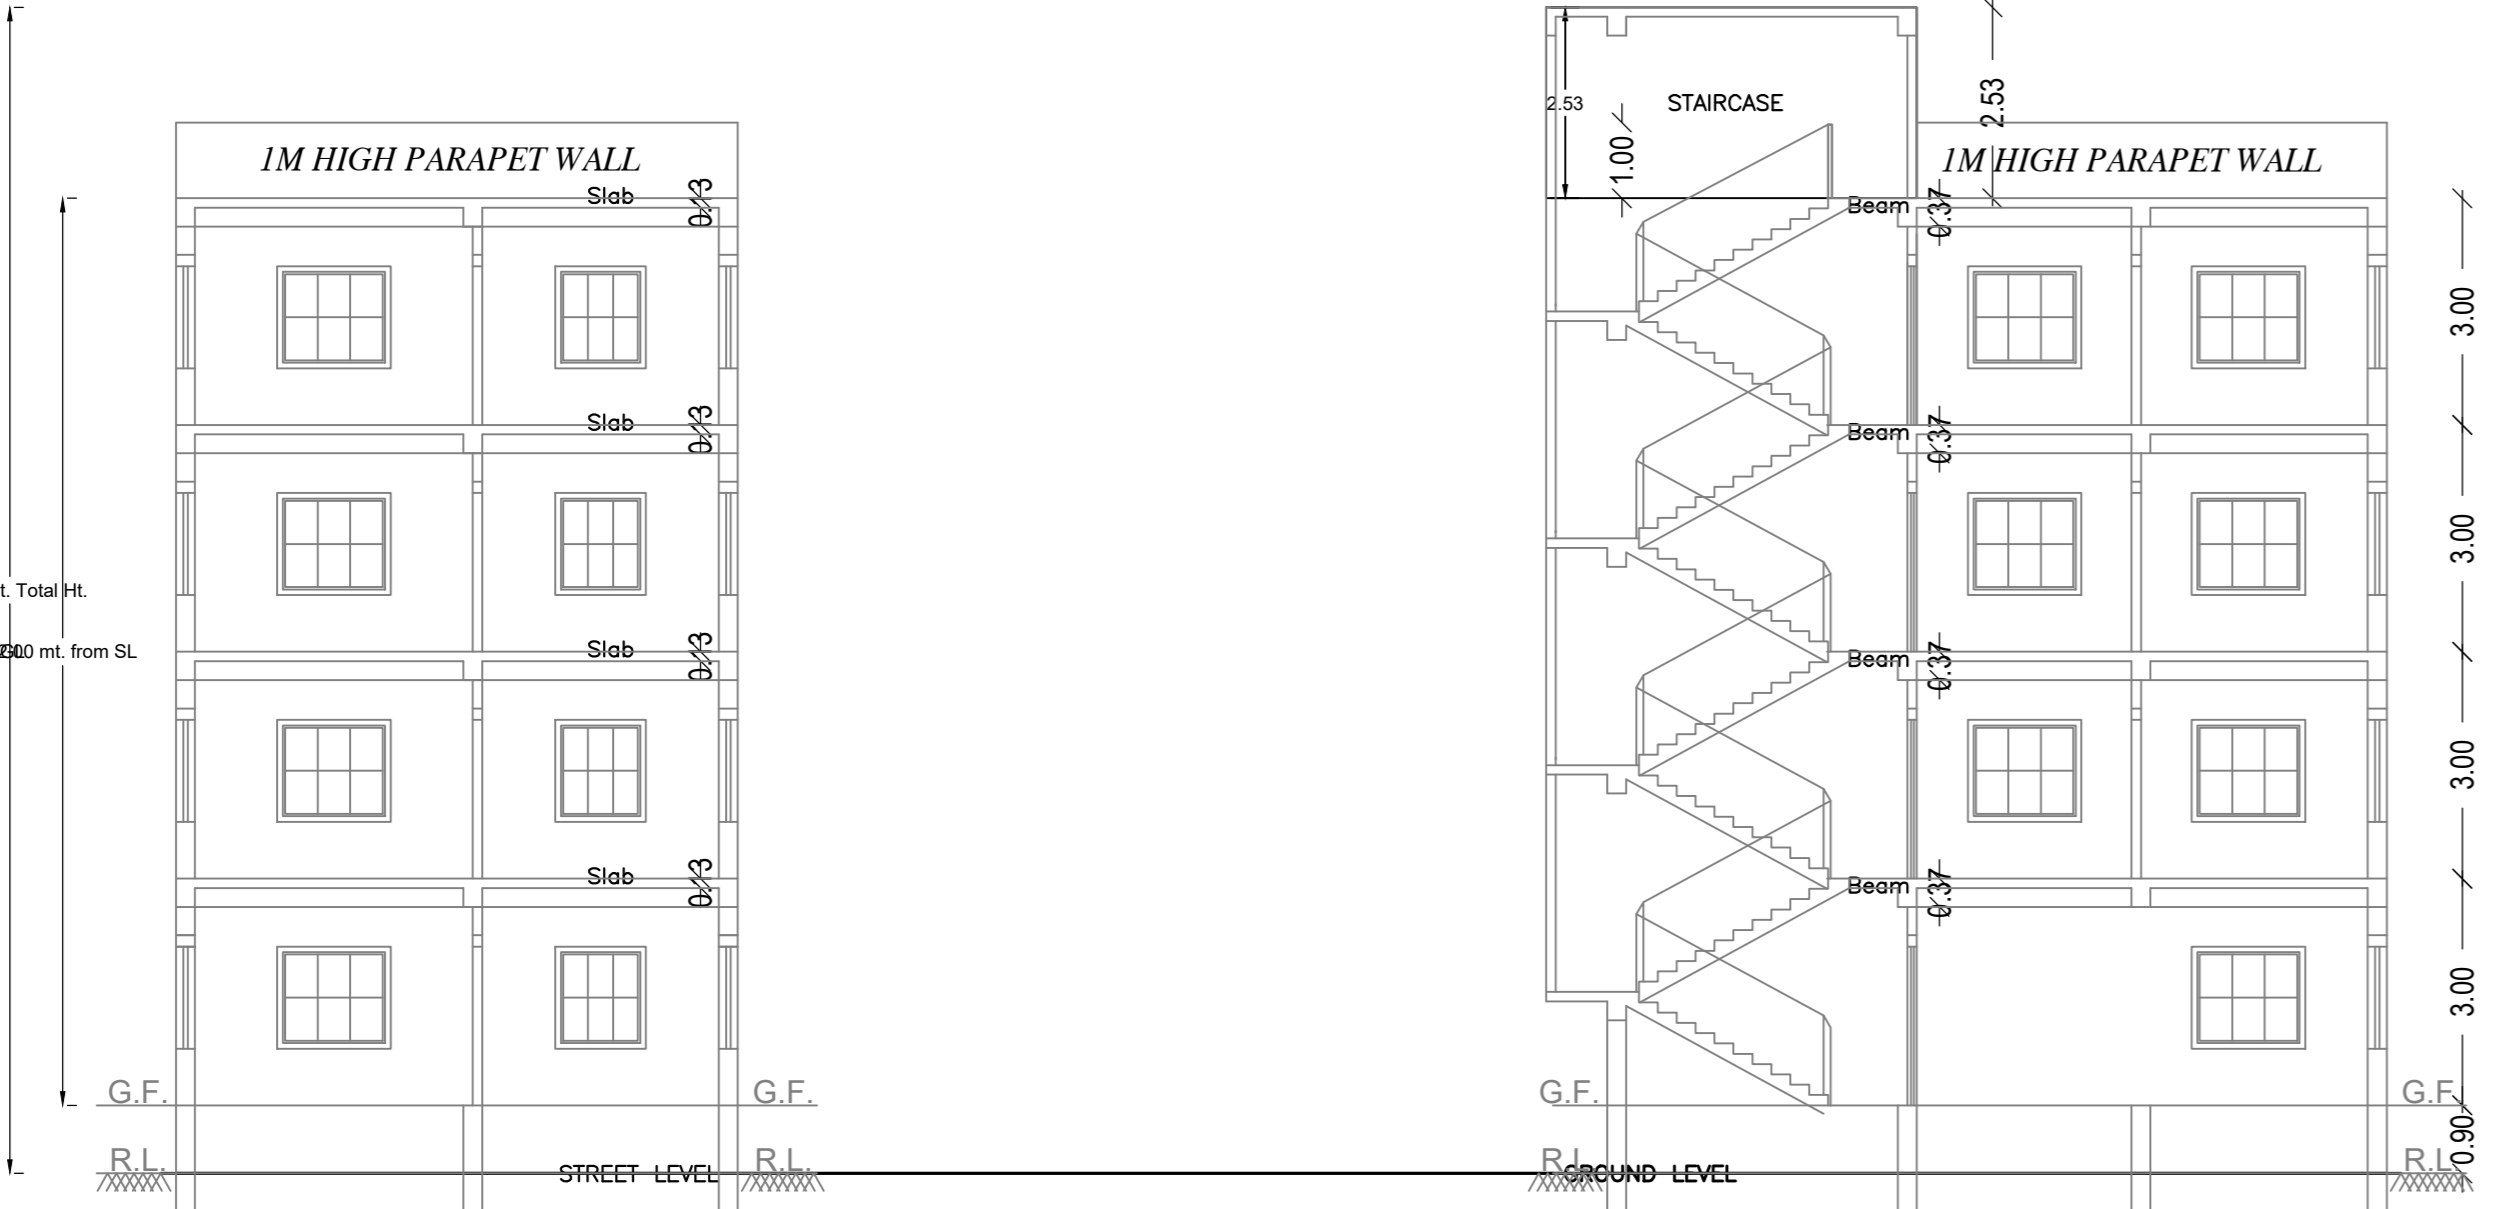 2.53
STAIRCASE
2.53
1.00
1M HIGH PARAPET WALL
1M HIGH PARAPET WALL
Slab
0.13
Beam
0.37
3.00
Slab
0.13
Beam
0.37
3.00
t. Total Ht.
00 mt. from SL
Slab
0.13
Beam
0.37
3.00
Slab
0.13
Beam
0.37
3.00
G.F.
G.F.
G.F.
G.F.
0.90
R.L.
STREET LEVEL
R.L.
R.L.
GROUND LEVEL
R.L.